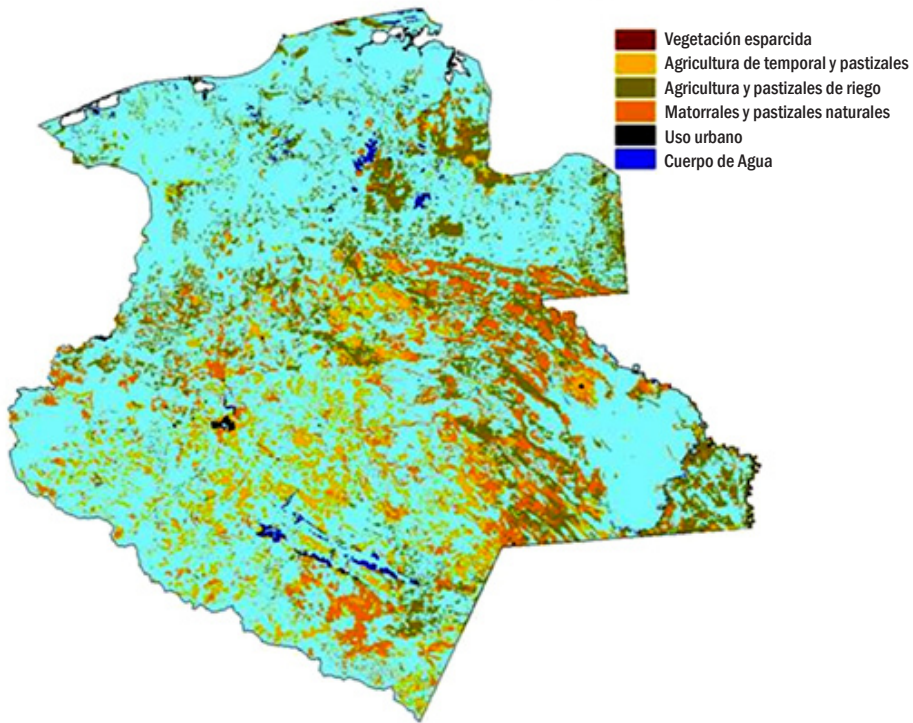 Vegetación esparcida
Agricultura de temporal y pastizales
Agricultura y pastizales de riego
Matorrales y pastizales naturales
Uso urbano
Cuerpo de Agua